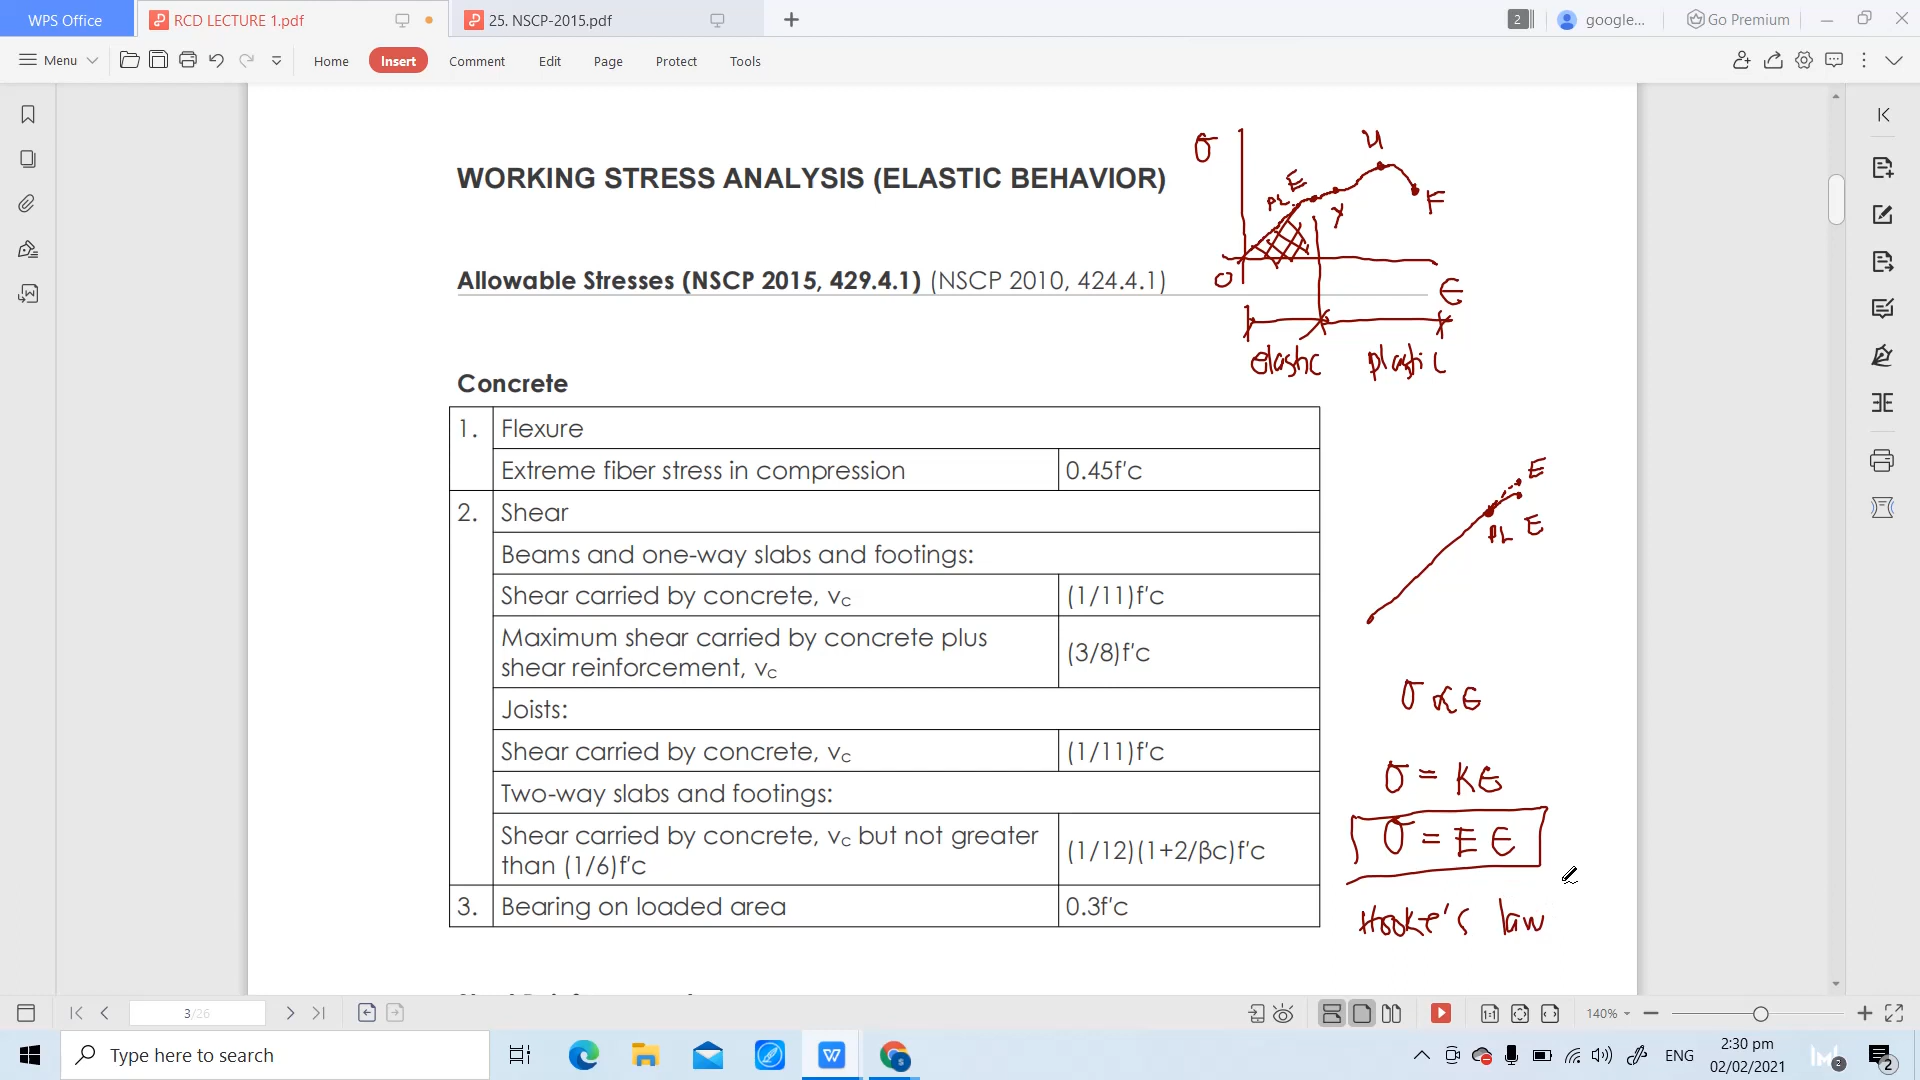 WPS Office
RCD LECTURE 1.pdf
25. NSCP-2015.pdf
2
google...
Go Premium
Menu
Home
Insert
Comment
Edit
Page
Protect
Tools
WORKING STRESS ANALYSIS (ELASTIC BEHAVIOR)
Allowable Stresses (NSCP 2015, 429.4.1) (NSCP 2010, 424.4.1)
σ
PL
E
Y
U
F
O
ϵ
elastic plastic
Concrete
1. Flexure
Extreme fiber stress in compression 0.45f'c
2. Shear
Beams and one-way slabs and footings:
Shear carried by concrete, vc (1/11)f'c
Maximum shear carried by concrete plus
shear reinforcement, vc (3/8)f'c
Joists:
Shear carried by concrete, vc (1/11)f'c
Two-way slabs and footings:
Shear carried by concrete, vc but not greater
than (1/6)f'c (1/12)(1+2/βc)f'c
3. Bearing on loaded area 0.3f'c
E
PL E
σ ∝ ϵ
σ = Kϵ
σ = E ϵ
Hooke's law
3/26
140%
Type here to search
ENG
2:30 pm
02/02/2021
2
2